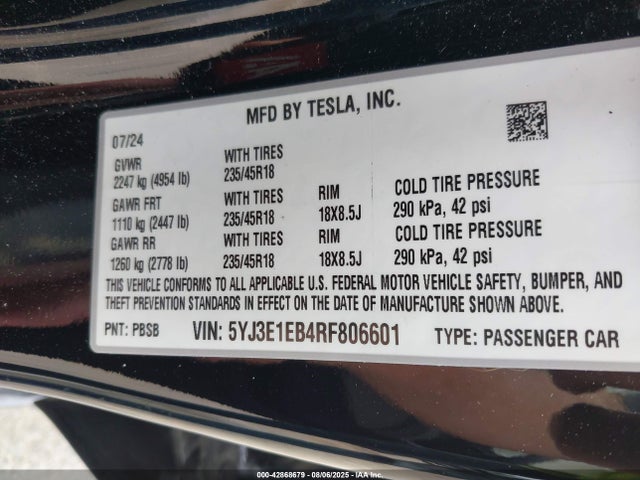 MFD BY TESLA, INC.
07/24
GVWR WITH TIRES
2247 kg (4954 lb) 235/45R18
GAWR FRT WITH TIRES RIM COLD TIRE PRESSURE
1110 kg (2447 lb) 235/45R18 18X8.5J 290 kPa, 42 psi
GAWR RR WITH TIRES RIM COLD TIRE PRESSURE
1260 kg (2778 lb) 235/45R18 18X8.5J 290 kPa, 42 psi
THIS VEHICLE CONFORMS TO ALL APPLICABLE U.S. FEDERAL MOTOR VEHICLE SAFETY, BUMPER, AND
THEFT PREVENTION STANDARDS IN EFFECT ON THE DATE OF MANUFACTURE SHOWN ABOVE.
PNT: PBSB VIN: 5YJ3E1EB4RF806601 TYPE: PASSENGER CAR
000-42868679 - 08/06/2025 - IAA Inc.